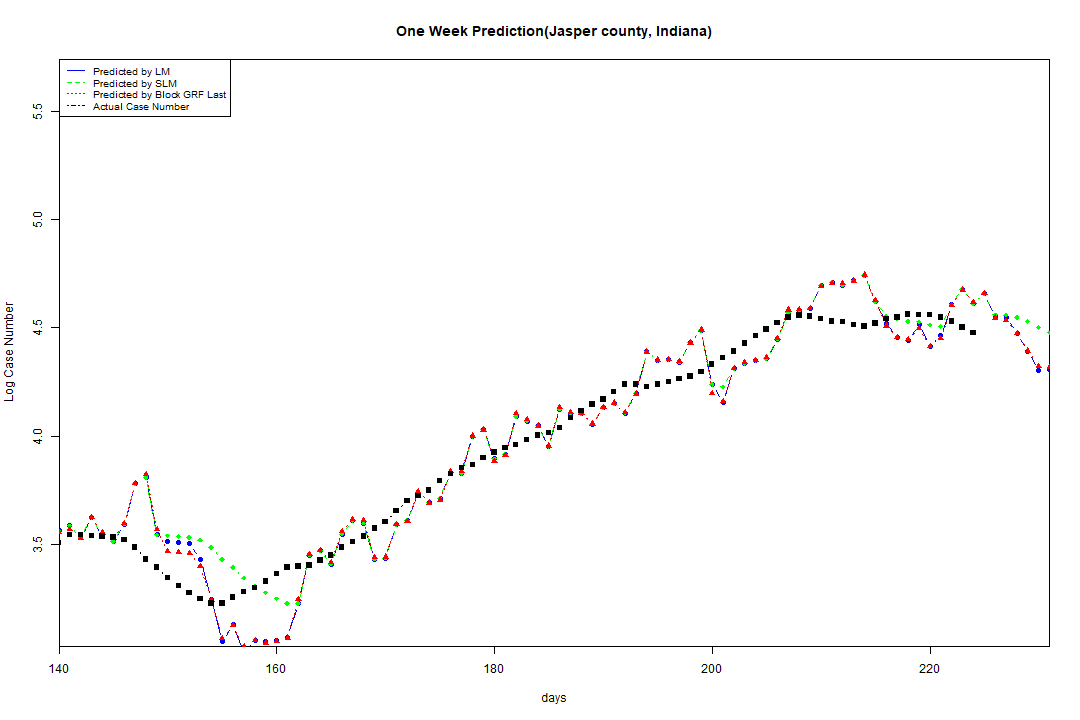 One Week Prediction(Jasper county, Indiana)
Predicted by LM
Predicted by SLM
Predicted by Block GRF Last
Actual Case Number
5.5
5.0
4.5
4.0
3.5
Log Case Number
140
160
180
200
220
days